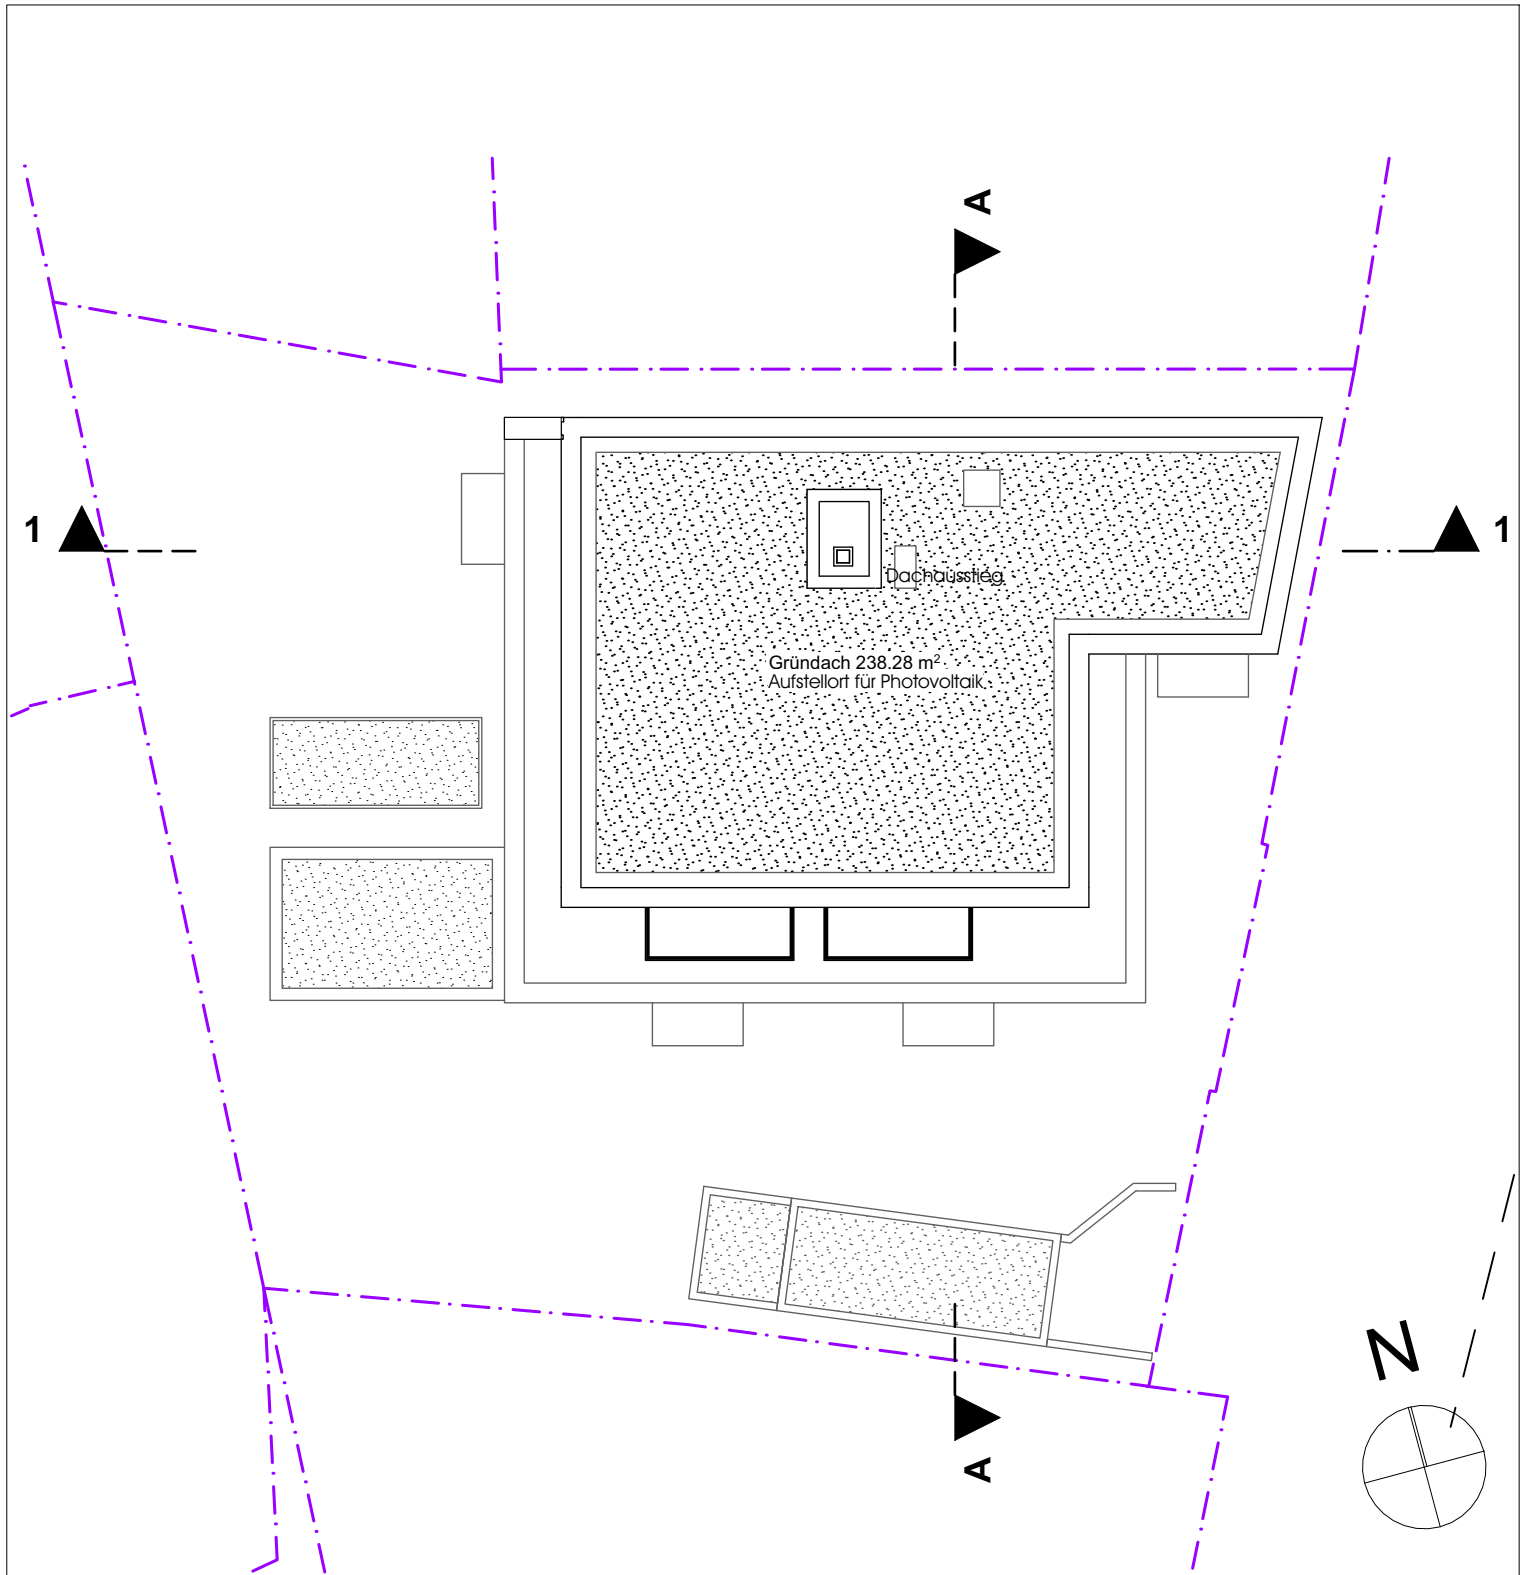 A
1
1
Dachausstieg
Gründach 238.28 m²
Aufstellort für Photovoltaik
N
A